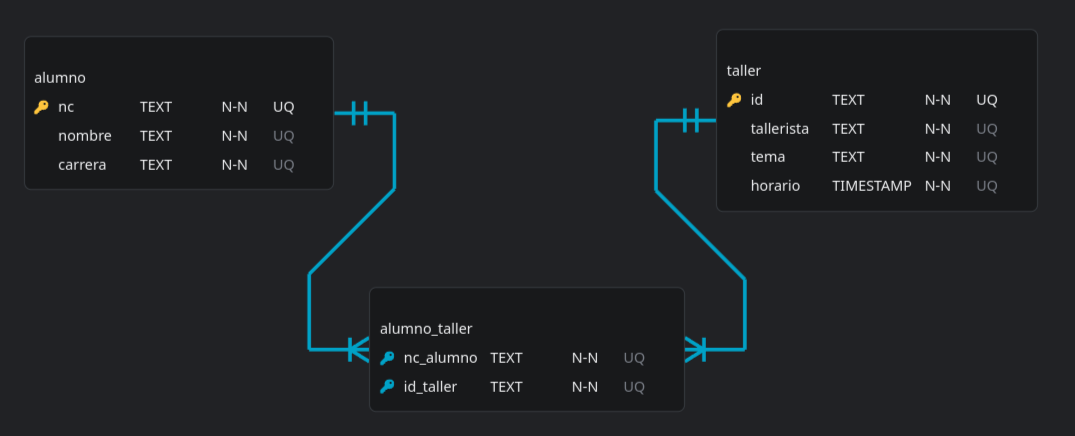 alumno
nc TEXT N-N UQ
nombre TEXT N-N UQ
carrera TEXT N-N UQ
taller
id TEXT N-N UQ
tallerista TEXT N-N UQ
tema TEXT N-N UQ
horario TIMESTAMP N-N UQ
alumno_taller
nc_alumno TEXT N-N UQ
id_taller TEXT N-N UQ